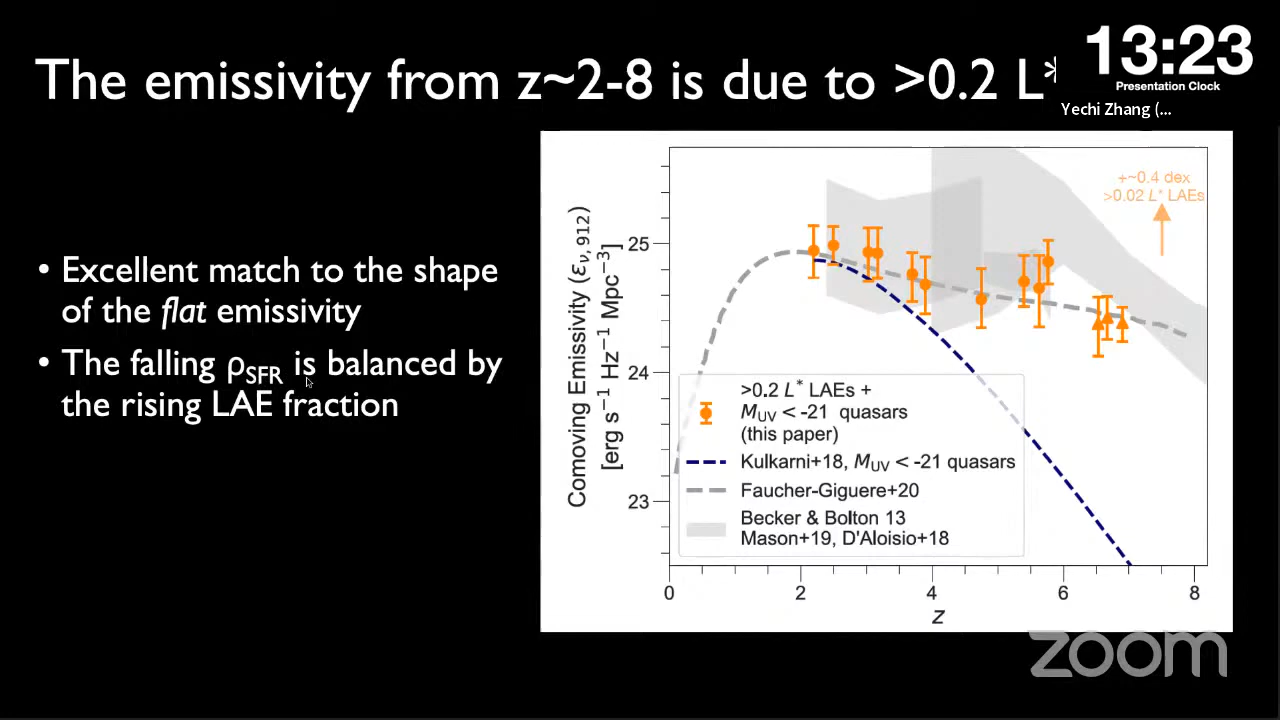 The emissivity from z~2-8 is due to >0.2 L*
13:23
Presentation Clock
Yechi Zhang (...
• Excellent match to the shape
of the flat emissivity
• The falling ρSFR is balanced by
the rising LAE fraction
Comoving Emissivity (εν, 912)
[erg s−1 Hz−1 Mpc−3]
25
24
23
+~0.4 dex
>0.02 L* LAEs
>0.2 L* LAEs +
MUV < -21 quasars
(this paper)
Kulkarni+18, MUV < -21 quasars
Faucher-Giguere+20
Becker & Bolton 13
Mason+19, D'Aloisio+18
0 2 4 6 8
z
zoom